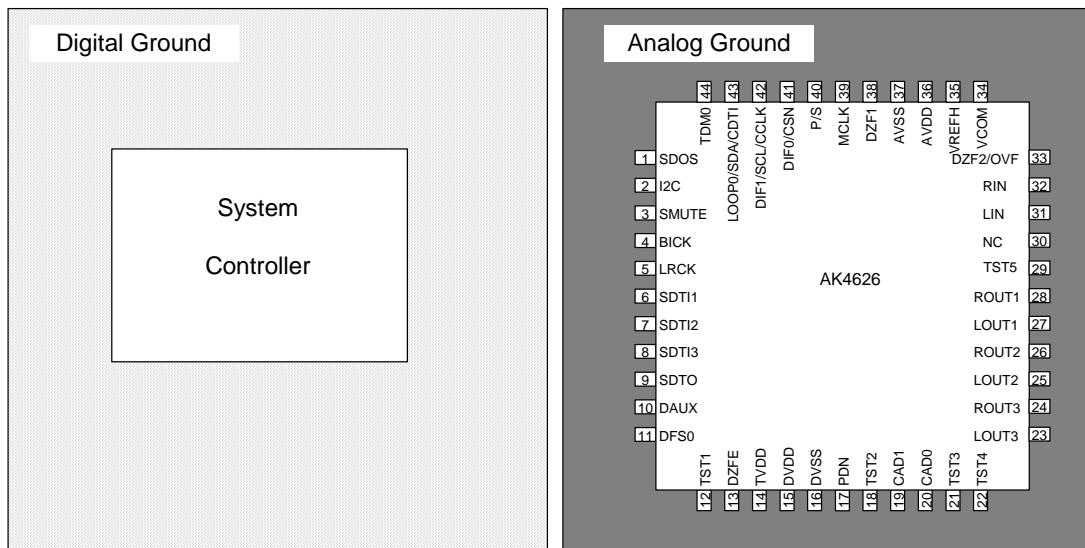 Digital Ground
System
Controller
Analog Ground
44 TDM0
43 LOOP0/SDA/CDTI
42 DIF1/SCL/CCLK
41 DIF0/CSN
40 P/S
39 MCLK
38 DZF1
37 AVSS
36 AVDD
35 VREFH
34 VCOM
1 SDOS
2 I2C
3 SMUTE
4 BICK
5 LRCK
6 SDTI1
7 SDTI2
8 SDTI3
9 SDTO
10 DAUX
11 DFS0
AK4626
DZF2/OVF 33
RIN 32
LIN 31
NC 30
TST5 29
ROUT1 28
LOUT1 27
ROUT2 26
LOUT2 25
ROUT3 24
LOUT3 23
12 TST1
13 DZFE
14 TVDD
15 DVDD
16 DVSS
17 PDN
18 TST2
19 CAD1
20 CAD0
21 TST3
22 TST4